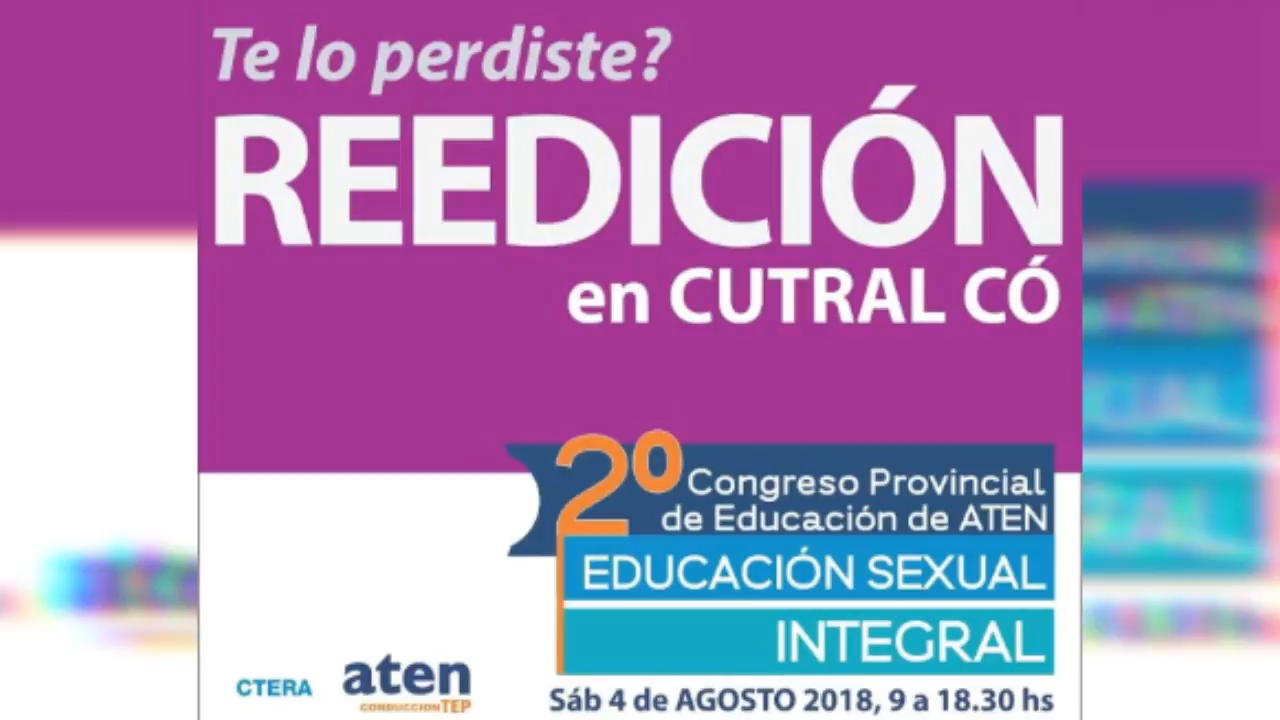 Te lo perdiste?
REEDICIÓN
en CUTRAL CÓ
2º
Congreso Provincial
de Educación de ATEN
EDUCACIÓN SEXUAL
INTEGRAL
CTERA
aten
CONDUCCION TEP
Sáb 4 de AGOSTO 2018, 9 a 18.30 hs